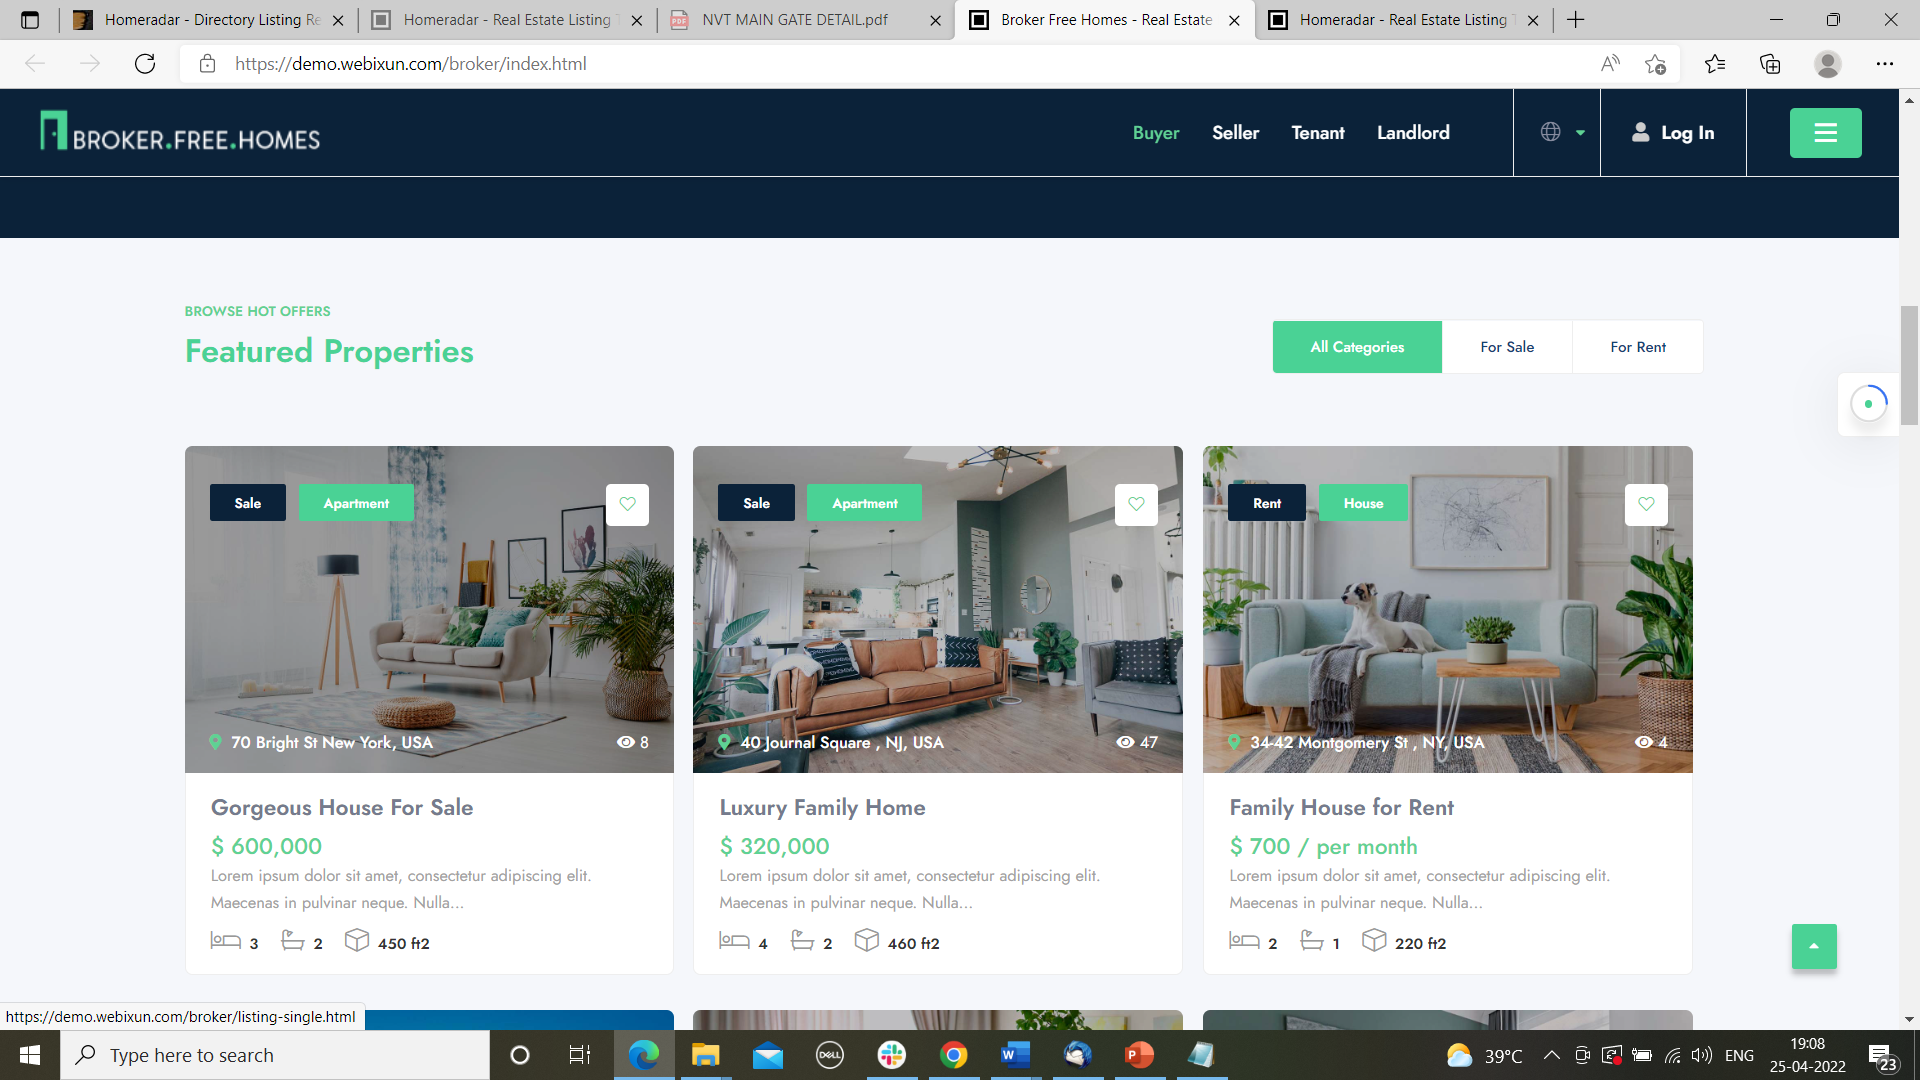 Homeradar - Directory Listing Re
Homeradar - Real Estate Listing T
NVT MAIN GATE DETAIL.pdf
Broker Free Homes - Real Estate
Homeradar - Real Estate Listing T
https://demo.webixun.com/broker/index.html
BROKER.FREE.HOMES
Buyer
Seller
Tenant
Landlord
Log In
BROWSE HOT OFFERS
Featured Properties
All Categories
For Sale
For Rent
Sale
Apartment
70 Bright St New York, USA
8
Gorgeous House For Sale
$ 600,000
Lorem ipsum dolor sit amet, consectetur adipiscing elit.
Maecenas in pulvinar neque. Nulla...
3
2
450 ft2
Sale
Apartment
40 Journal Square , NJ, USA
47
Luxury Family Home
$ 320,000
Lorem ipsum dolor sit amet, consectetur adipiscing elit.
Maecenas in pulvinar neque. Nulla...
4
2
460 ft2
Rent
House
34-42 Montgomery St , NY, USA
4
Family House for Rent
$ 700 / per month
Lorem ipsum dolor sit amet, consectetur adipiscing elit.
Maecenas in pulvinar neque. Nulla...
2
1
220 ft2
https://demo.webixun.com/broker/listing-single.html
Type here to search
DELL
39°C
ENG
19:08
25-04-2022
23